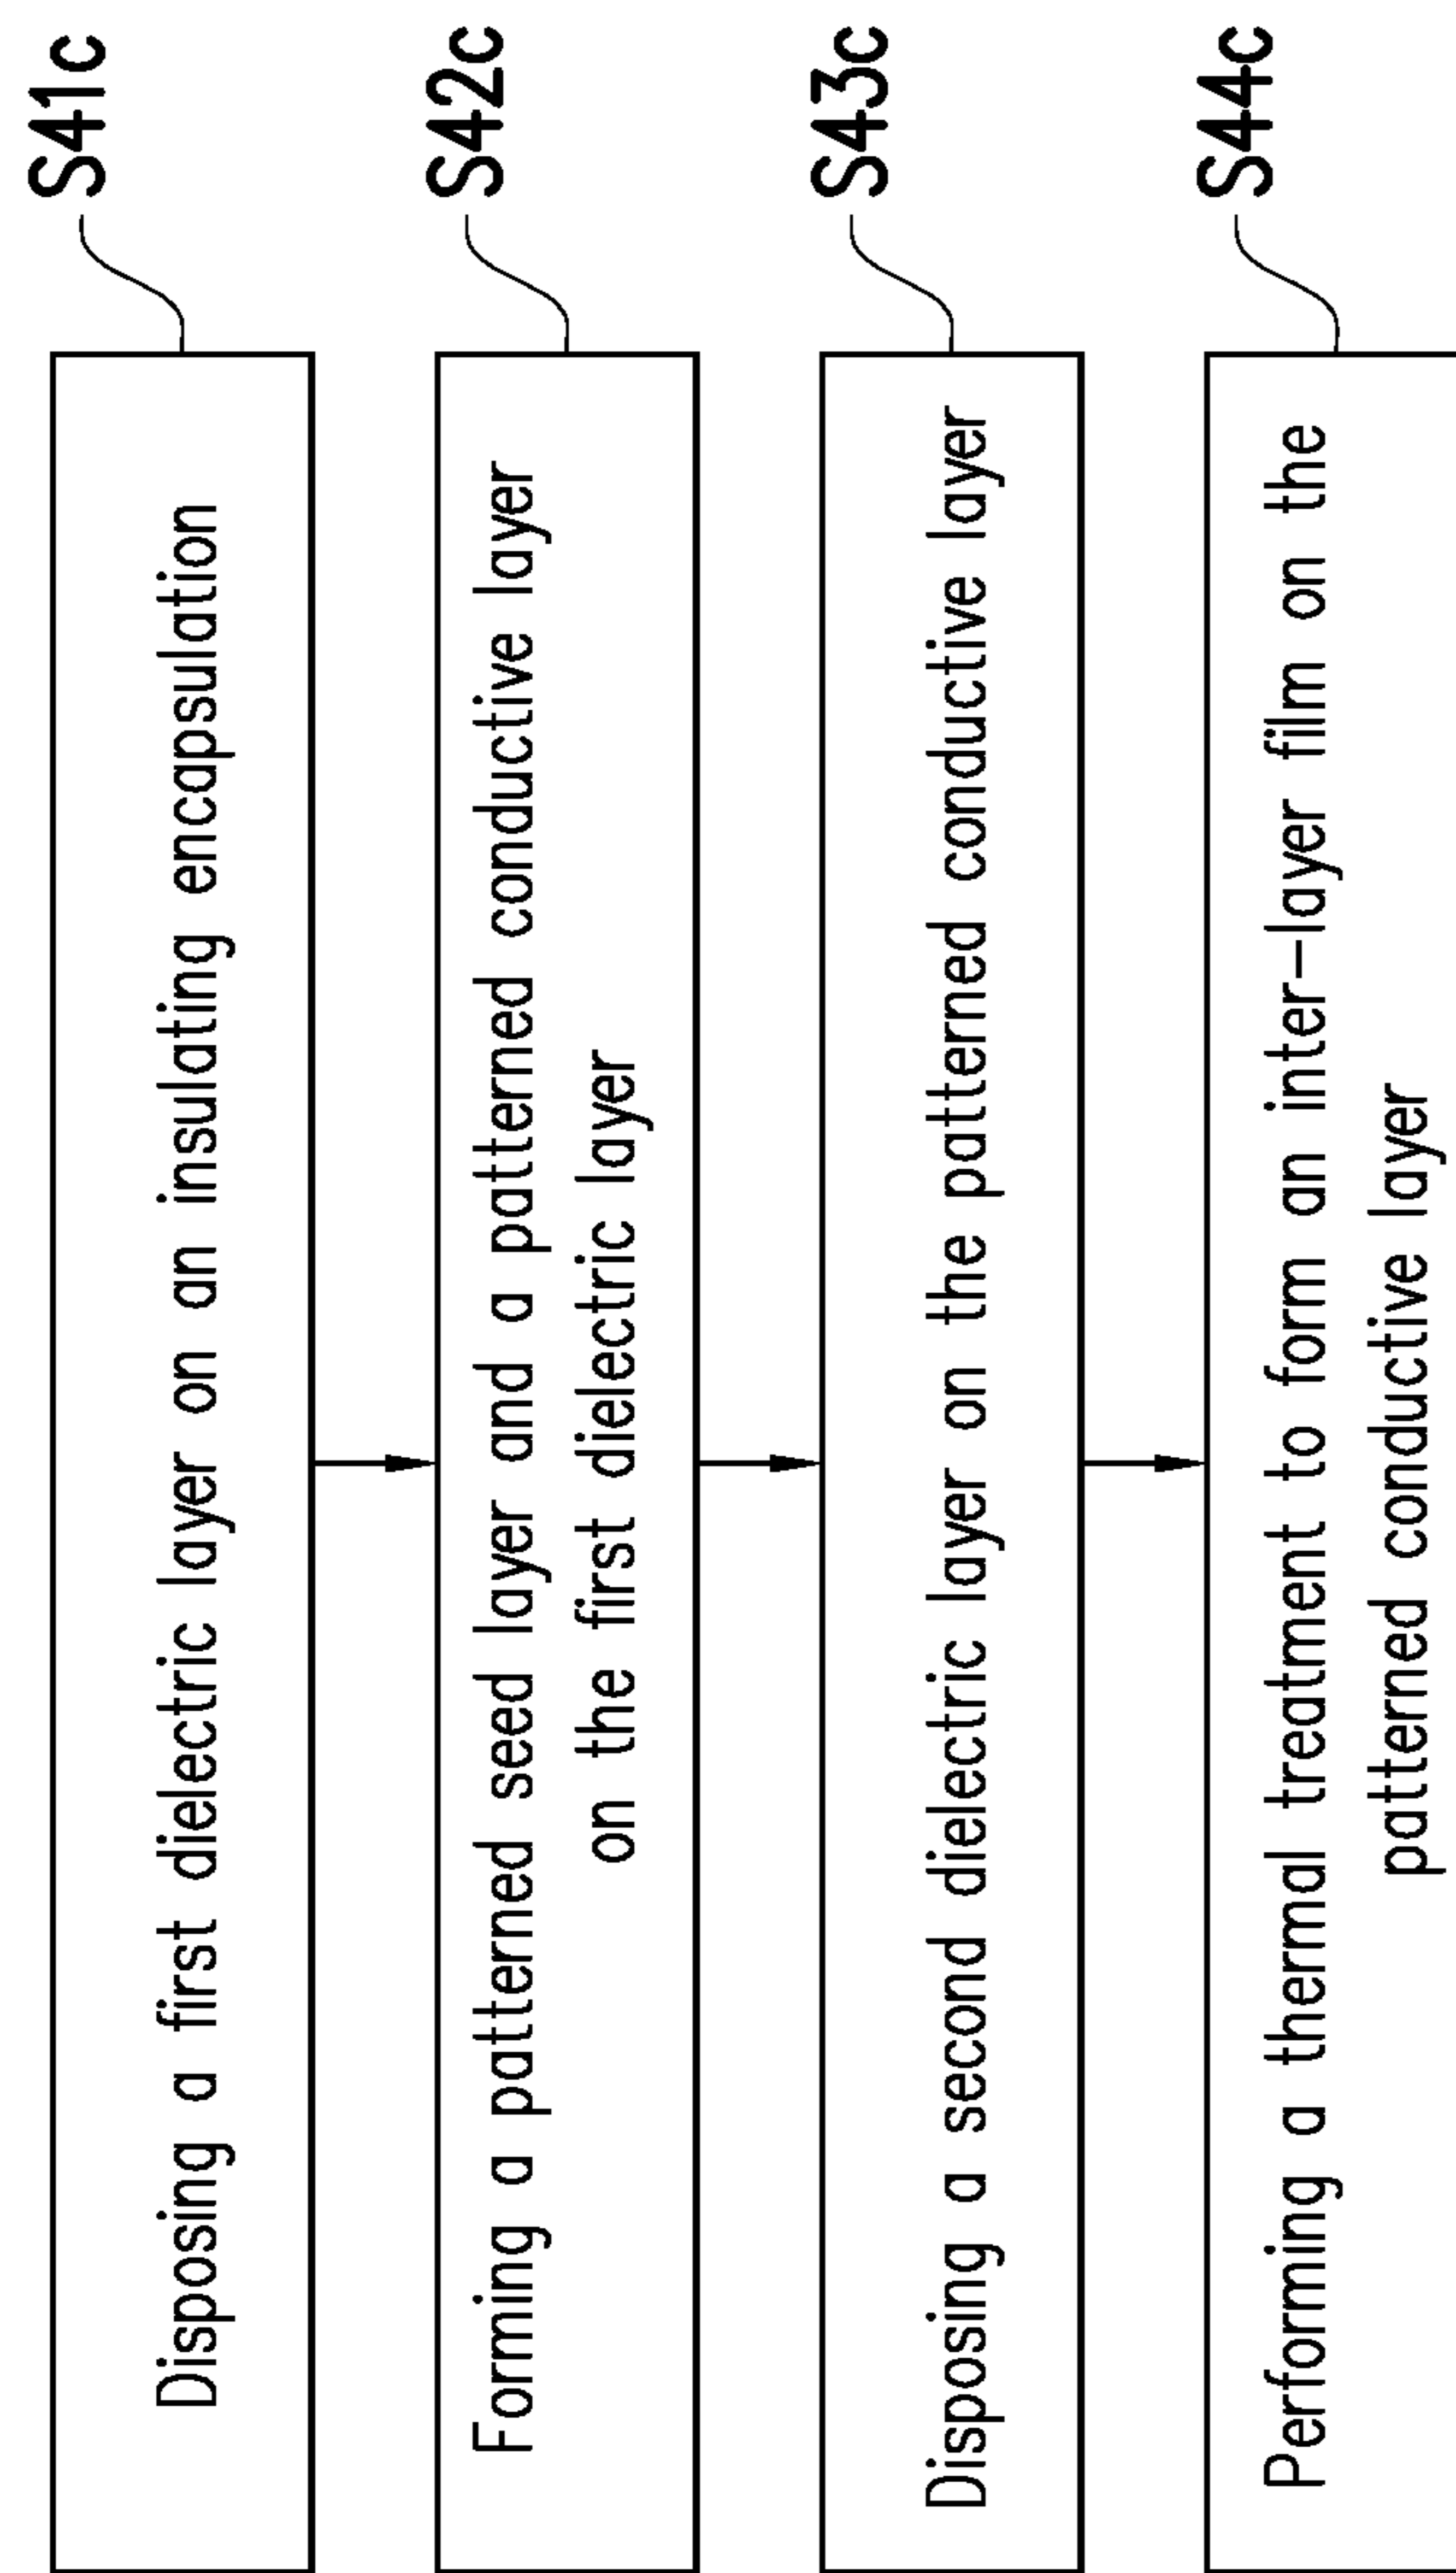 S41c
Disposing a first dielectric layer on an insulating encapsulation
S42c
Forming a patterned seed layer and a patterned conductive layer
on the first dielectric layer
S43c
Disposing a second dielectric layer on the patterned conductive layer
S44c
Performing a thermal treatment to form an inter-layer film on the
patterned conductive layer